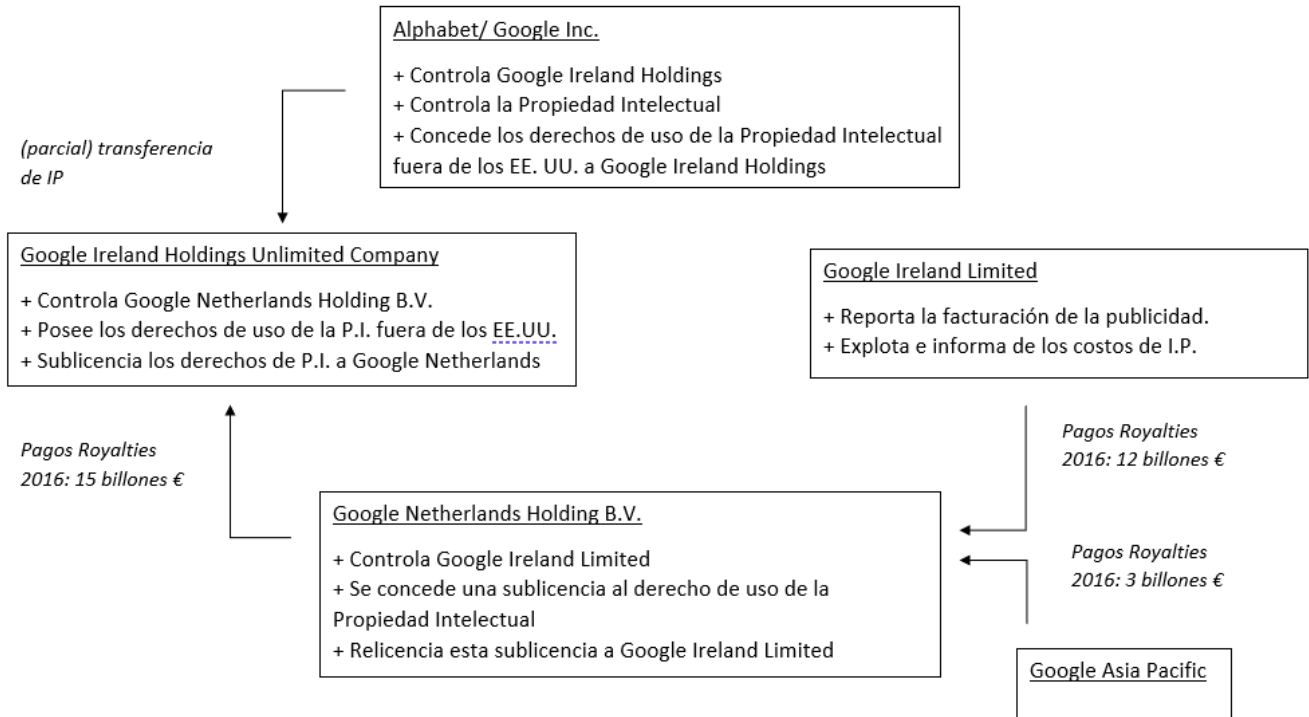 Alphabet/ Google Inc.
+ Controla Google Ireland Holdings
+ Controla la Propiedad Intelectual
+ Concede los derechos de uso de la Propiedad Intelectual
fuera de los EE. UU. a Google Ireland Holdings
(parcial) transferencia
de IP
Google Ireland Holdings Unlimited Company
+ Controla Google Netherlands Holding B.V.
+ Posee los derechos de uso de la P.I. fuera de los EE.UU.
+ Sublicencia los derechos de P.I. a Google Netherlands
Google Ireland Limited
+ Reporta la facturación de la publicidad.
+ Explota e informa de los costos de I.P.
Pagos Royalties
2016: 15 billones €
Pagos Royalties
2016: 12 billones €
Google Netherlands Holding B.V.
+ Controla Google Ireland Limited
+ Se concede una sublicencia al derecho de uso de la
Propiedad Intelectual
+ Relicencia esta sublicencia a Google Ireland Limited
Pagos Royalties
2016: 3 billones €
Google Asia Pacific